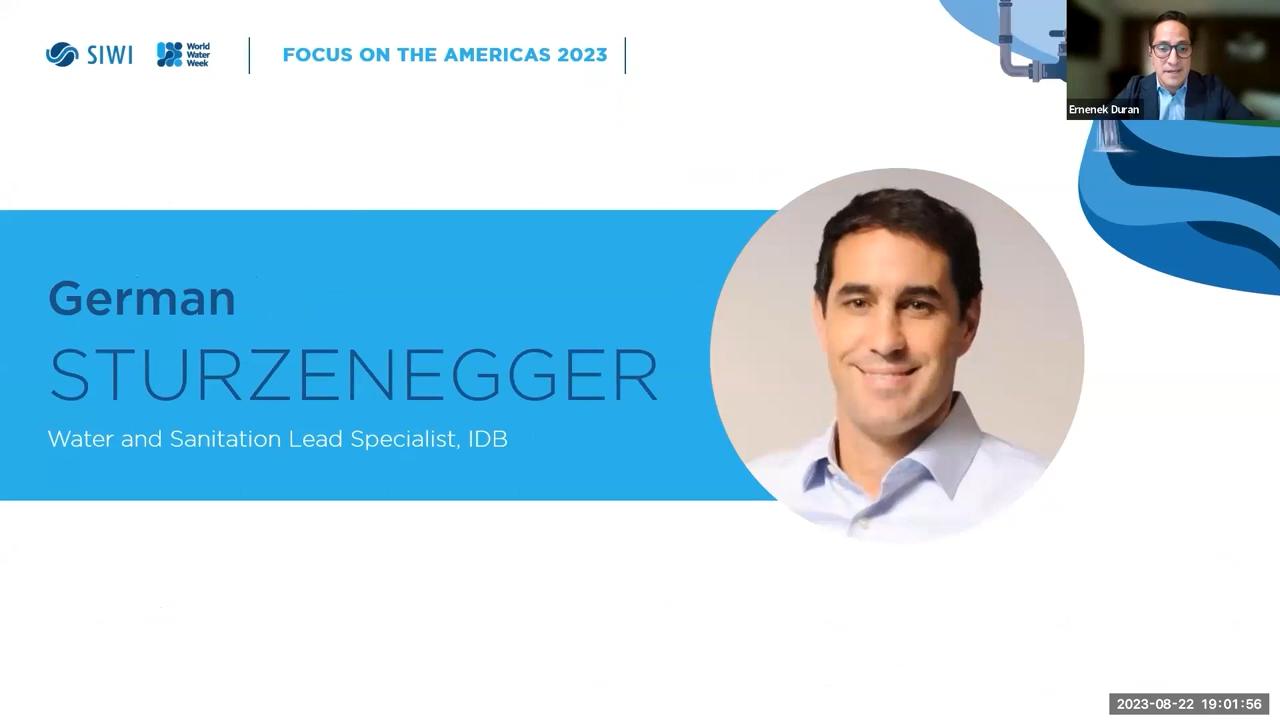 SIWI
World
Water
Week
FOCUS ON THE AMERICAS 2023
Ernenek Duran
German
STURZENEGGER
Water and Sanitation Lead Specialist, IDB
2023-08-22 19:01:56